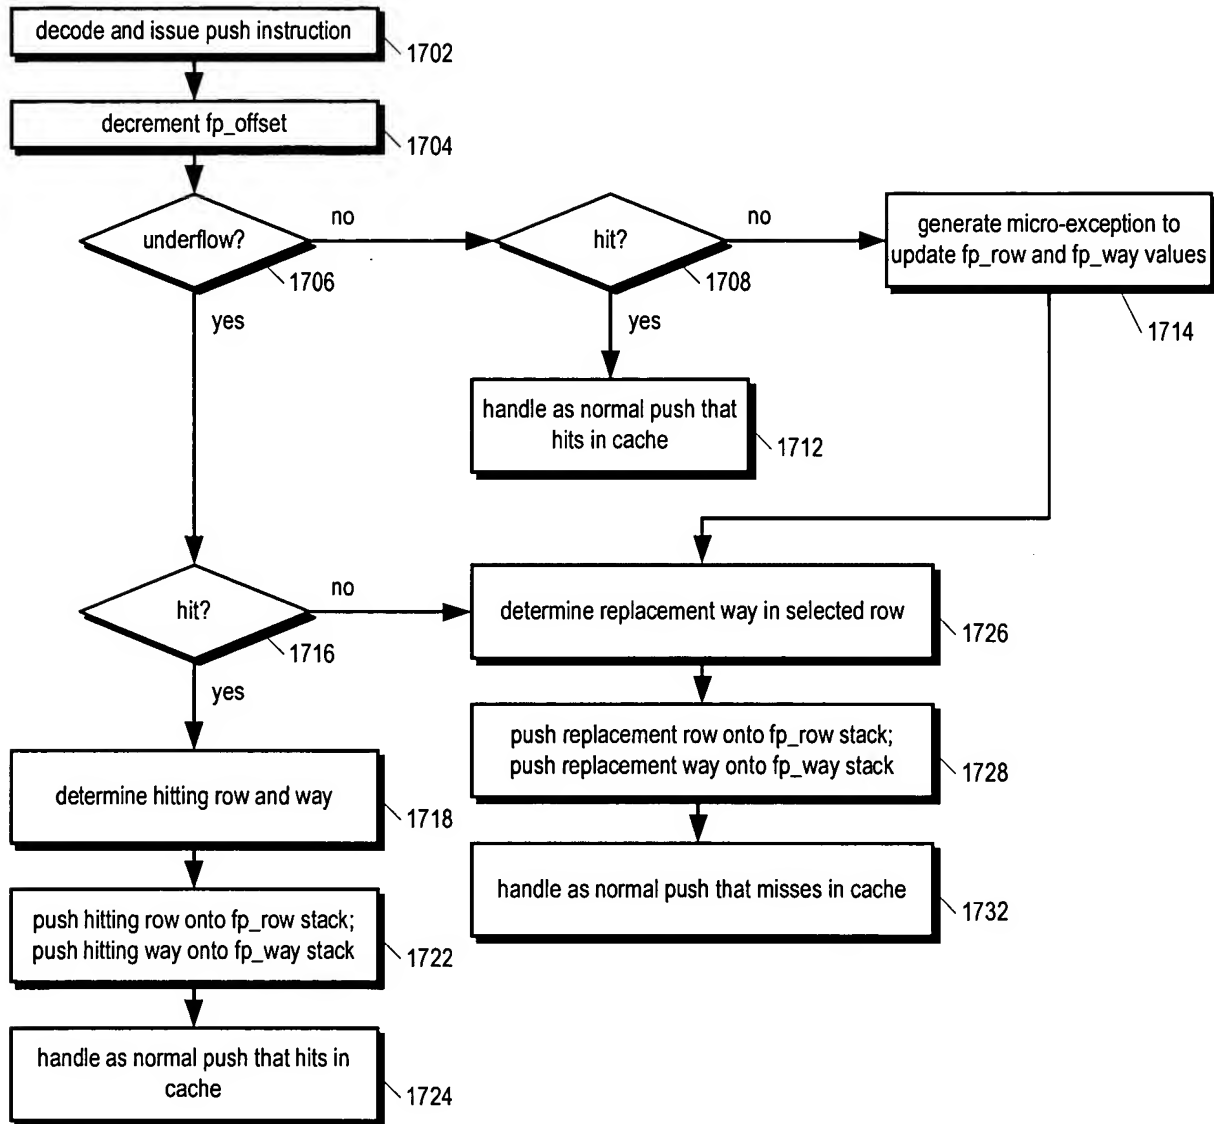 decode and issue push instruction
1702
decrement fp_offset
1704
underflow?
1706
no
hit?
1708
no
generate micro-exception to
update fp_row and fp_way values
1714
yes
yes
handle as normal push that
hits in cache
1712
hit?
1716
no
determine replacement way in selected row
1726
yes
push replacement row onto fp_row stack;
push replacement way onto fp_way stack
1728
determine hitting row and way
1718
handle as normal push that misses in cache
1732
push hitting row onto fp_row stack;
push hitting way onto fp_way stack
1722
handle as normal push that hits in
cache
1724